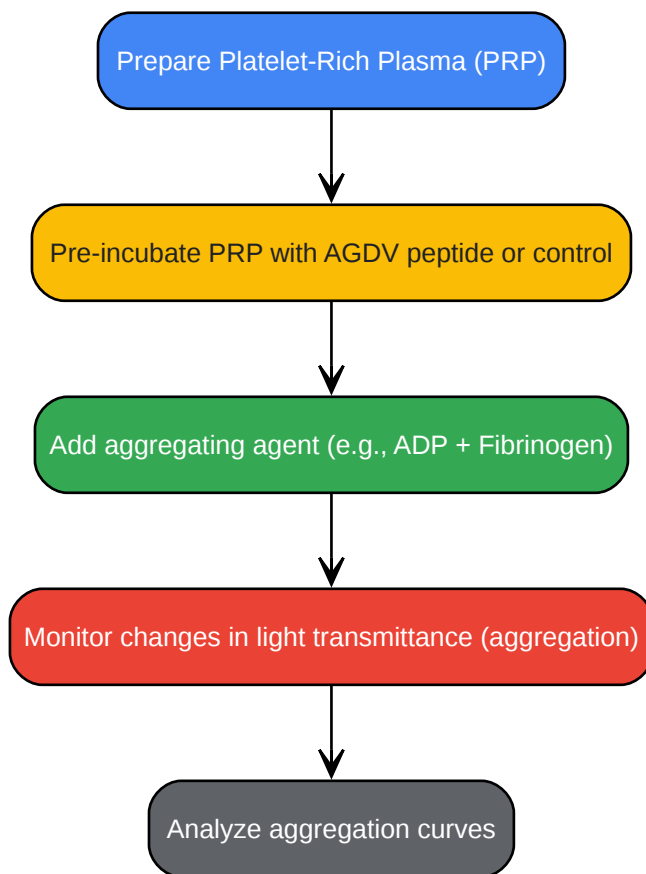 Prepare Platelet-Rich Plasma (PRP)
Pre-incubate PRP with AGDV peptide or control
Add aggregating agent (e.g., ADP + Fibrinogen)
Monitor changes in light transmittance (aggregation)
Analyze aggregation curves